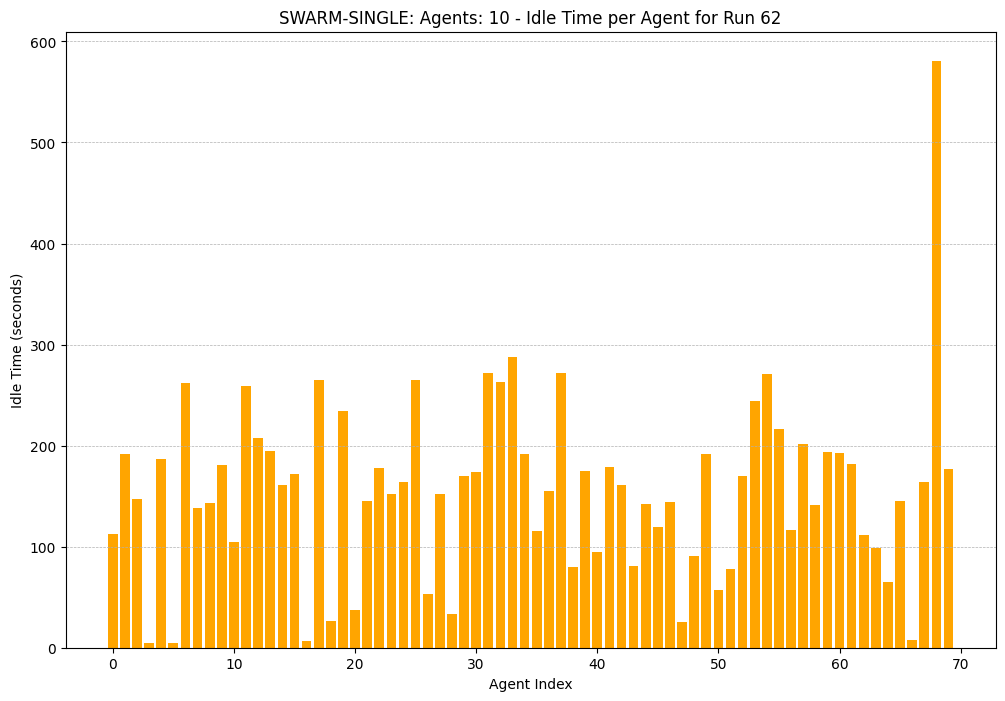 SWARM-SINGLE: Agents: 10 - Idle Time per Agent for Run 62
Idle Time (seconds)
600
500
400
300
200
100
0
0 10 20 30 40 50 60 70
Agent Index